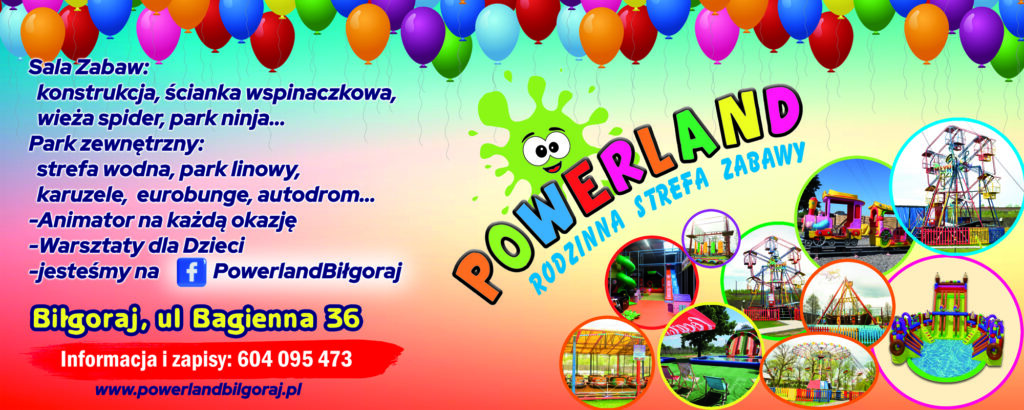 Sala Zabaw:
konstrukcja, ścianka wspinaczkowa,
wieża spider, park ninja...
Park zewnętrzny:
strefa wodna, park linowy,
karuzele, eurobunge, autodrom...
-Animator na każdą okazję
-Warsztaty dla Dzieci
-jesteśmy na f PowerlandBiłgoraj
Biłgoraj, ul Bagienna 36
Informacja i zapisy: 604 095 473
www.powerlandbilgoraj.pl
POWERLAND
RODZINNA STREFA ZABAWY